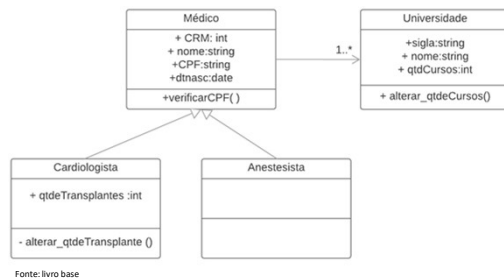 Médico
+ CRM: int
+ nome:string
+CPF:string
+dtnasc:date
+verificarCPF( )
1..*
Universidade
+sigla:string
+ nome:string
+ qtdCursos:int
+ alterar_qtdeCursos()
Cardiologista
+ qtdeTransplantes :int
- alterar_qtdeTransplante ()
Anestesista
Fonte: livro base